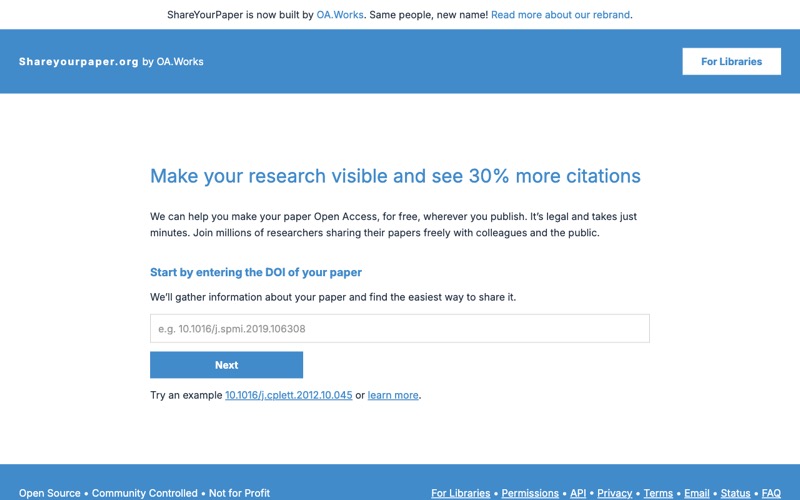 ShareYourPaper is now built by OA.Works. Same people, new name! Read more about our rebrand.
Shareyourpaper.org by OA.Works
For Libraries
Make your research visible and see 30% more citations
We can help you make your paper Open Access, for free, wherever you publish. It's legal and takes just
minutes. Join millions of researchers sharing their papers freely with colleagues and the public.
Start by entering the DOI of your paper
We'll gather information about your paper and find the easiest way to share it.
e.g. 10.1016/j.spmi.2019.106308
Next
Try an example 10.1016/j.cplett.2012.10.045 or learn more.
Open Source • Community Controlled • Not for Profit
For Libraries • Permissions • API • Privacy • Terms • Email • Status • FAQ